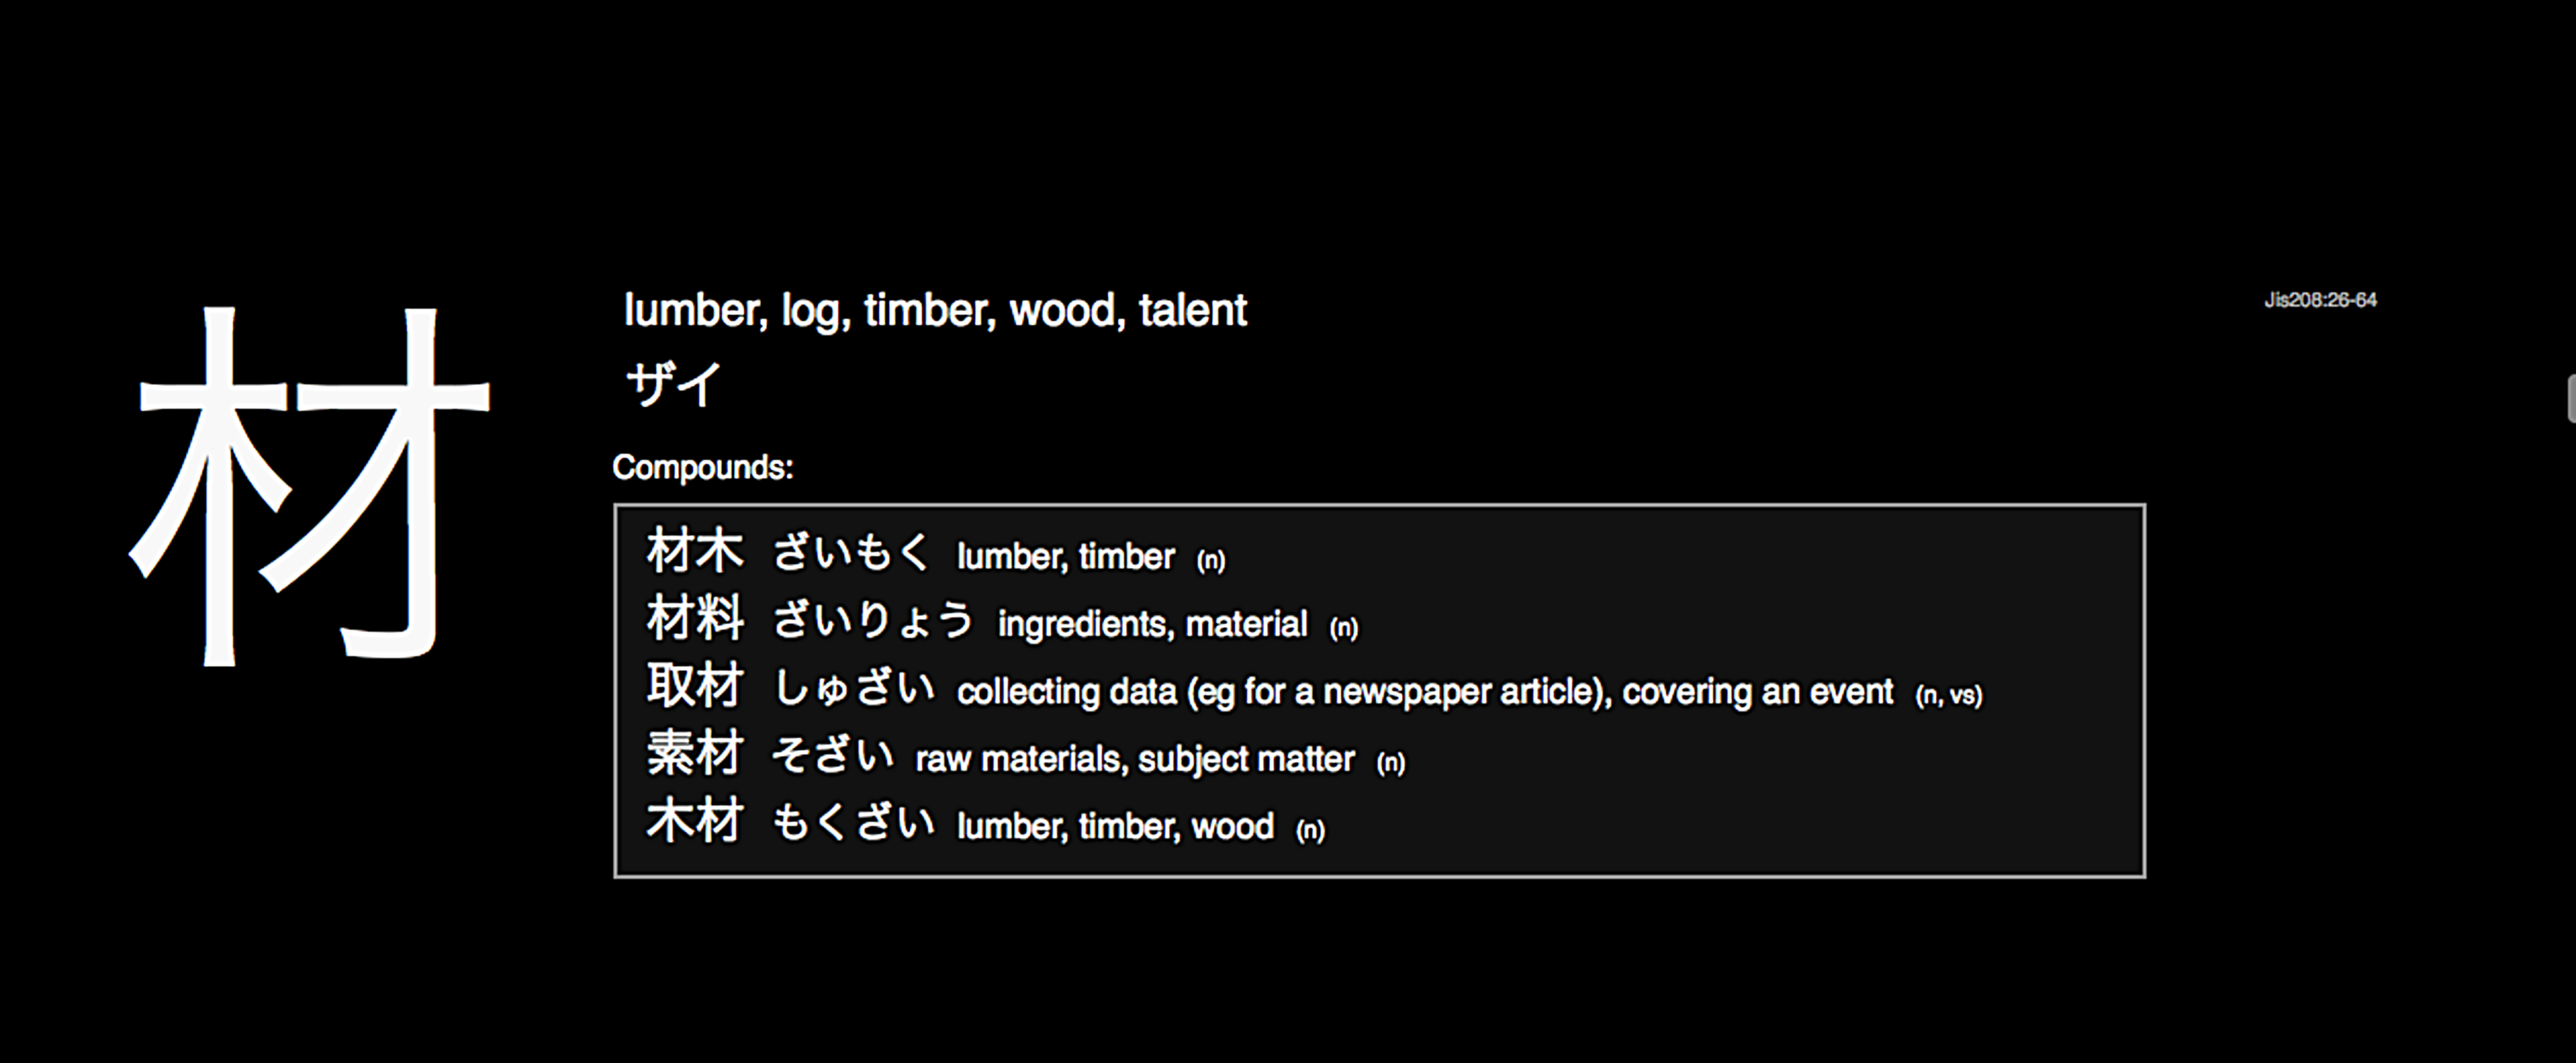 材
lumber, log, timber, wood, talent
Jis208:26-64
ザイ
Compounds:
材木 ざいもく lumber, timber (n)
材料 ざいりょう ingredients, material (n)
取材 しゅざい collecting data (eg for a newspaper article), covering an event (n, vs)
素材 そざい raw materials, subject matter (n)
木材 もくざい lumber, timber, wood (n)